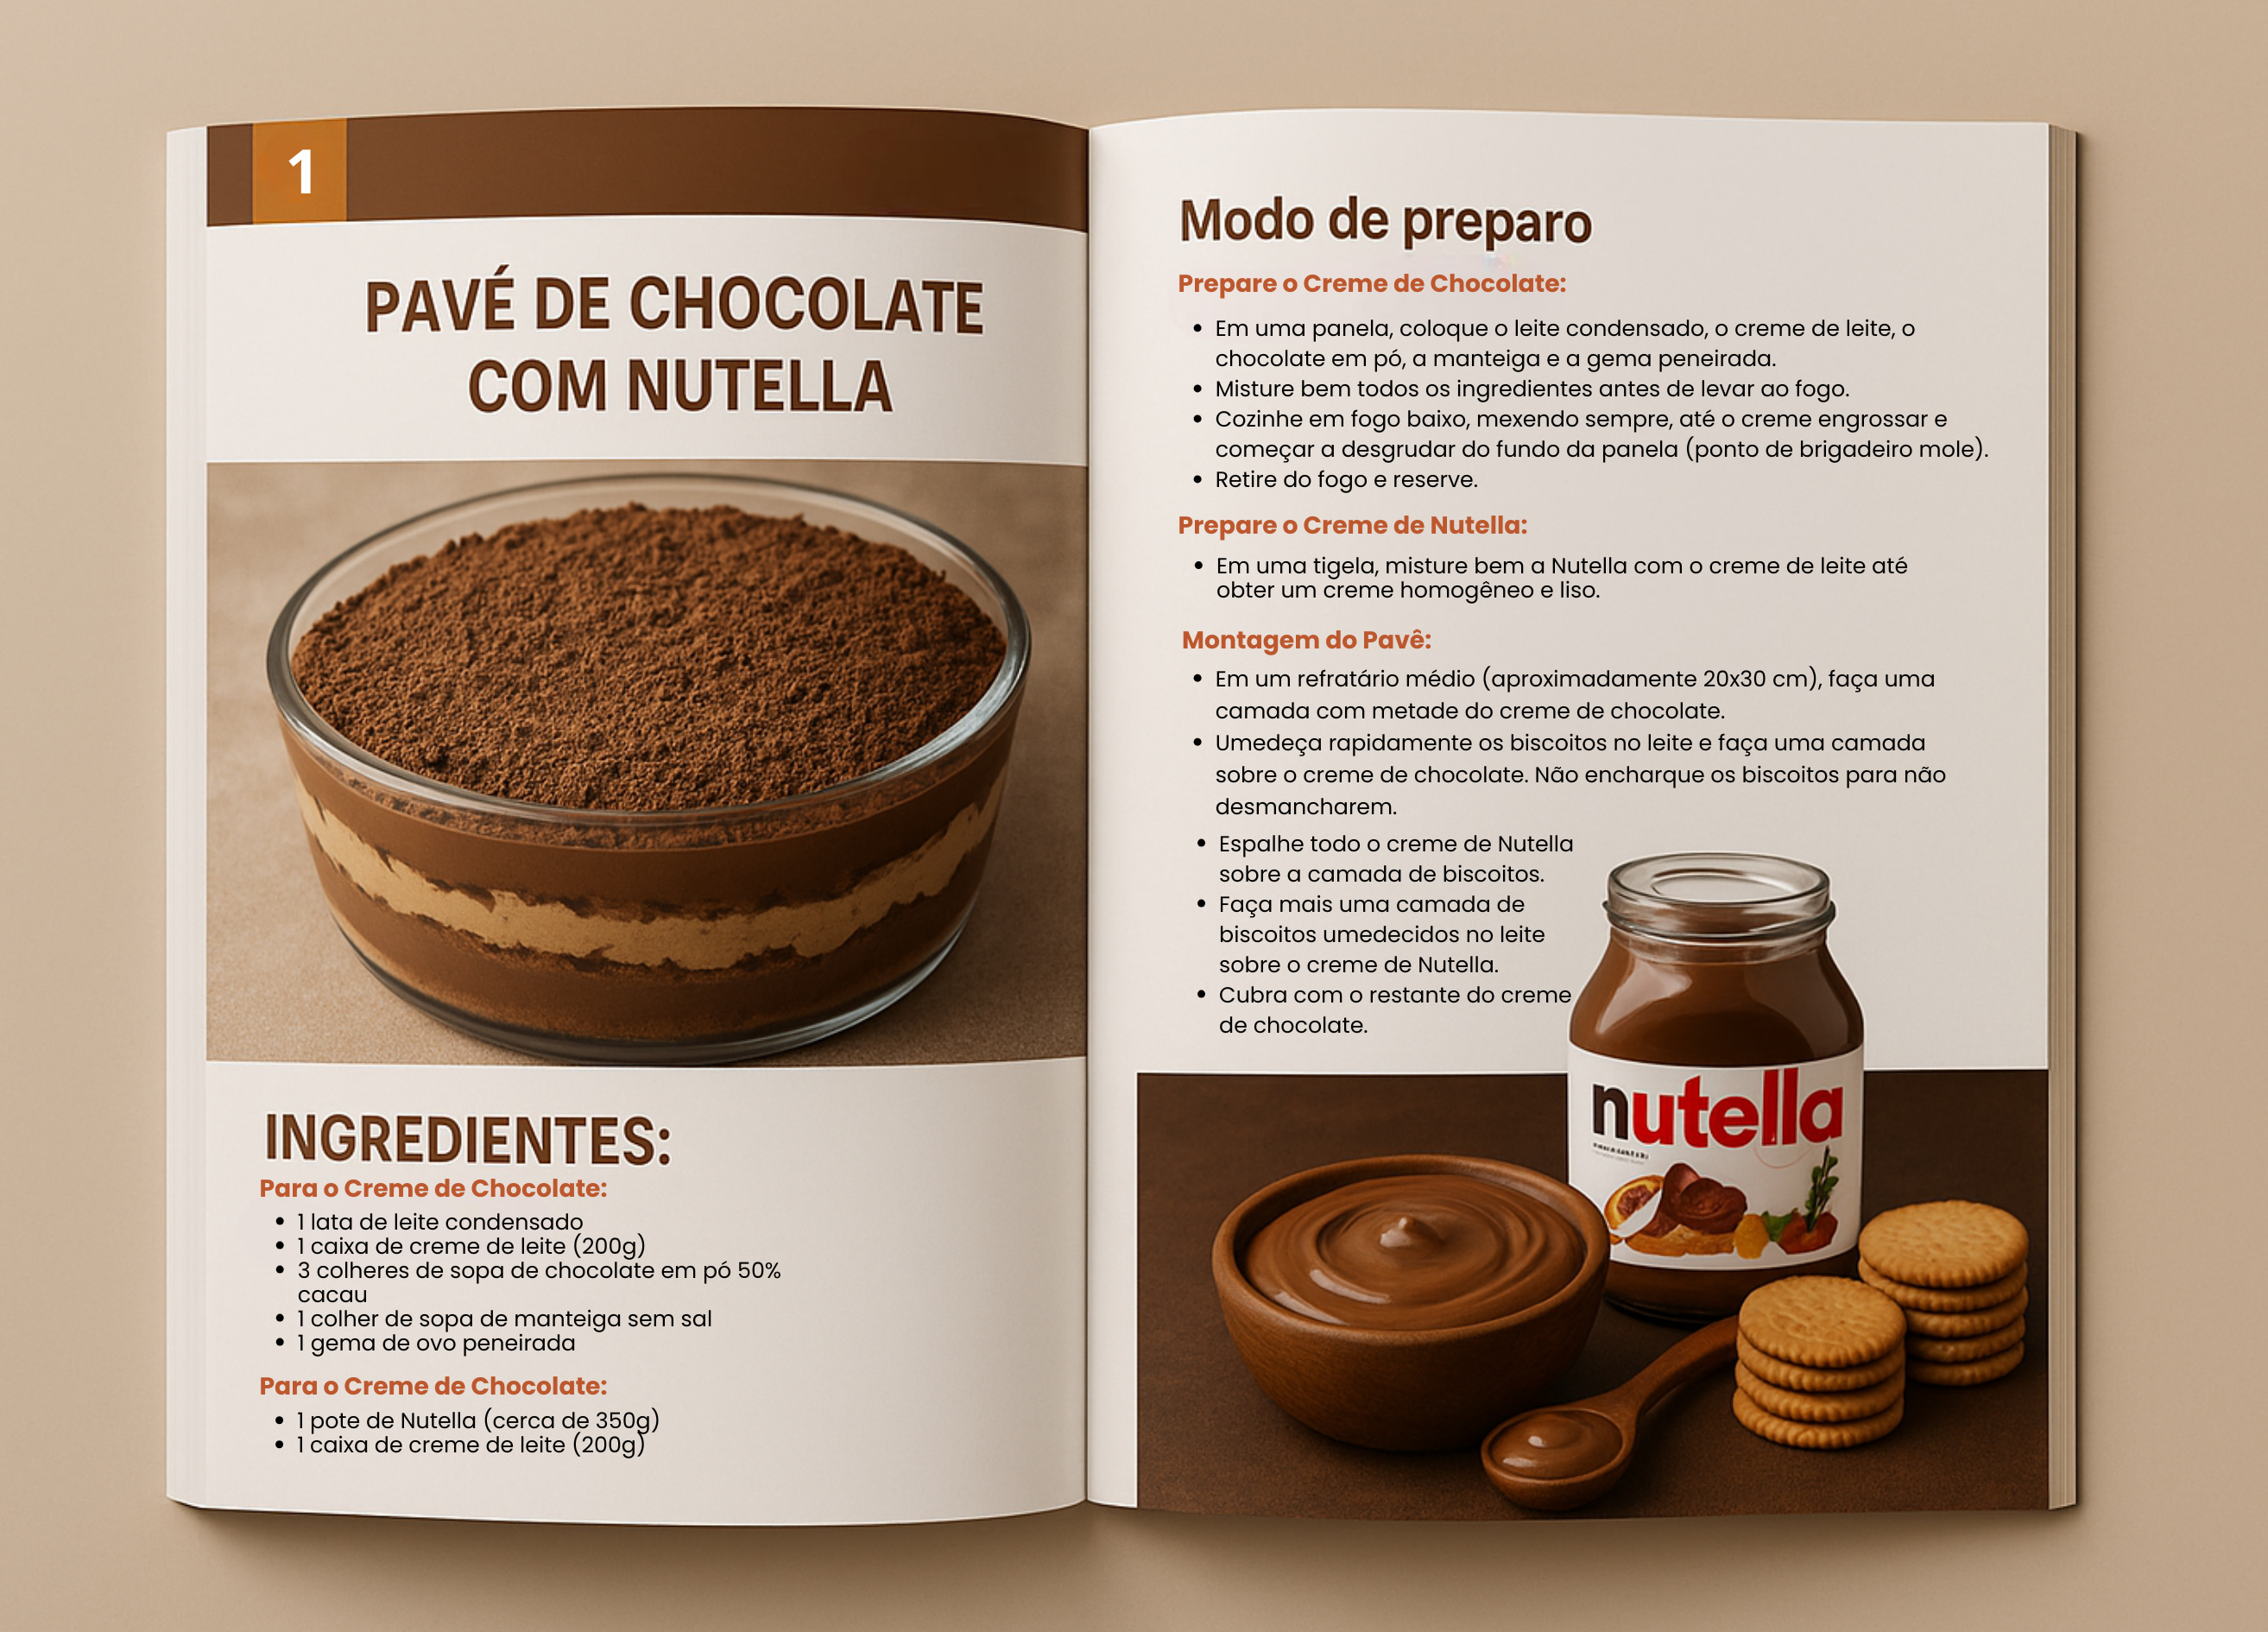 1
PAVÉ DE CHOCOLATE
COM NUTELLA
INGREDIENTES:
Para o Creme de Chocolate:
• 1 lata de leite condensado
• 1 caixa de creme de leite (200g)
• 3 colheres de sopa de chocolate em pó 50%
cacau
• 1 colher de sopa de manteiga sem sal
• 1 gema de ovo peneirada
Para o Creme de Chocolate:
• 1 pote de Nutella (cerca de 350g)
• 1 caixa de creme de leite (200g)
Modo de preparo
Prepare o Creme de Chocolate:
• Em uma panela, coloque o leite condensado, o creme de leite, o
chocolate em pó, a manteiga e a gema peneirada.
• Misture bem todos os ingredientes antes de levar ao fogo.
• Cozinhe em fogo baixo, mexendo sempre, até o creme engrossar e
começar a desgrudar do fundo da panela (ponto de brigadeiro mole).
• Retire do fogo e reserve.
Prepare o Creme de Nutella:
• Em uma tigela, misture bem a Nutella com o creme de leite até
obter um creme homogêneo e liso.
Montagem do Pavê:
• Em um refratário médio (aproximadamente 20x30 cm), faça uma
camada com metade do creme de chocolate.
• Umedeça rapidamente os biscoitos no leite e faça uma camada
sobre o creme de chocolate. Não encharque os biscoitos para não
desmancharem.
• Espalhe todo o creme de Nutella
sobre a camada de biscoitos.
• Faça mais uma camada de
biscoitos umedecidos no leite
sobre o creme de Nutella.
• Cubra com o restante do creme
de chocolate.
nutella